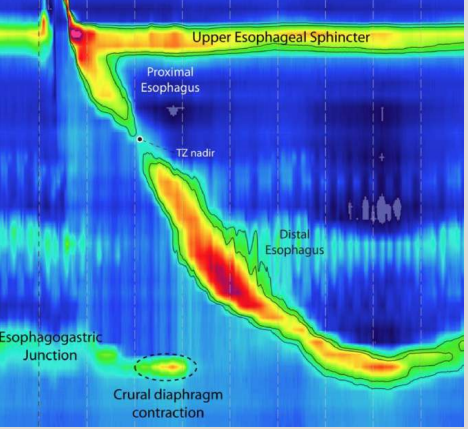 Upper Esophageal Sphincter
Proximal
Esophagus
TZ nadir
Distal
Esophagus
Esophagogastric
Junction
Crural diaphragm
contraction